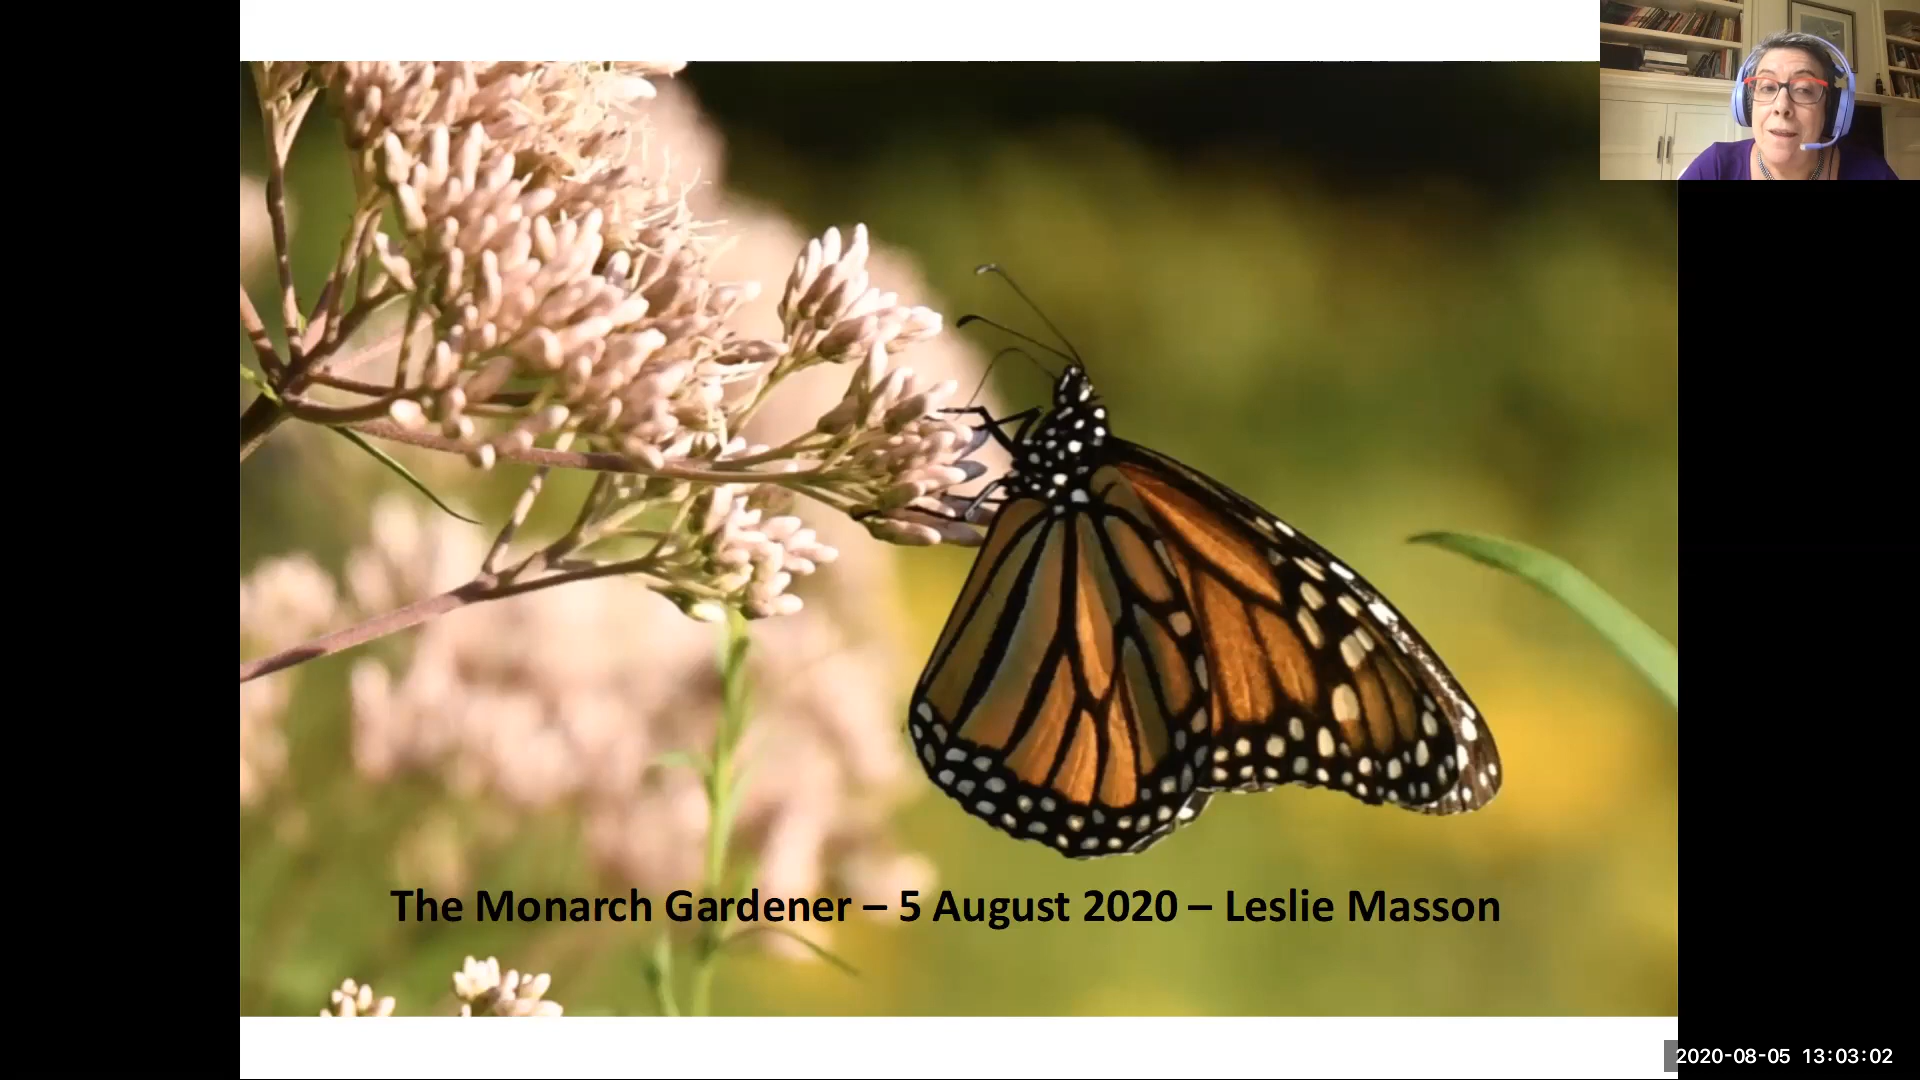 The Monarch Gardener – 5 August 2020 – Leslie Masson
2020-08-05 13:03:02